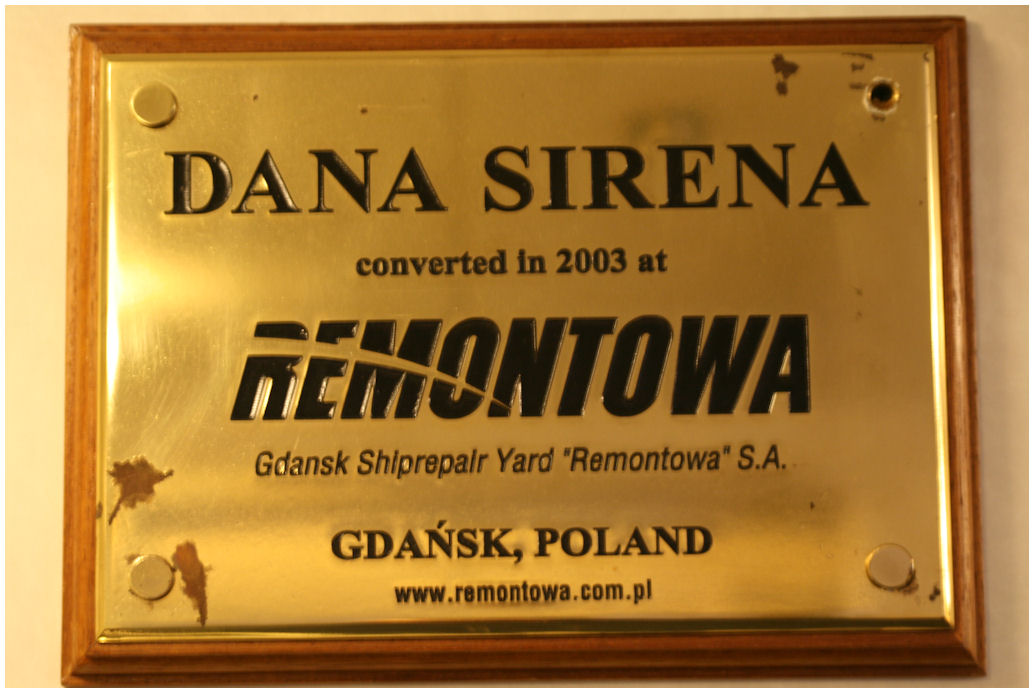 DANA SIRENA
converted in 2003 at
REMONTOWA
Gdansk Shiprepair Yard "Remontowa" S.A.
GDAŃSK, POLAND
www.remontowa.com.pl